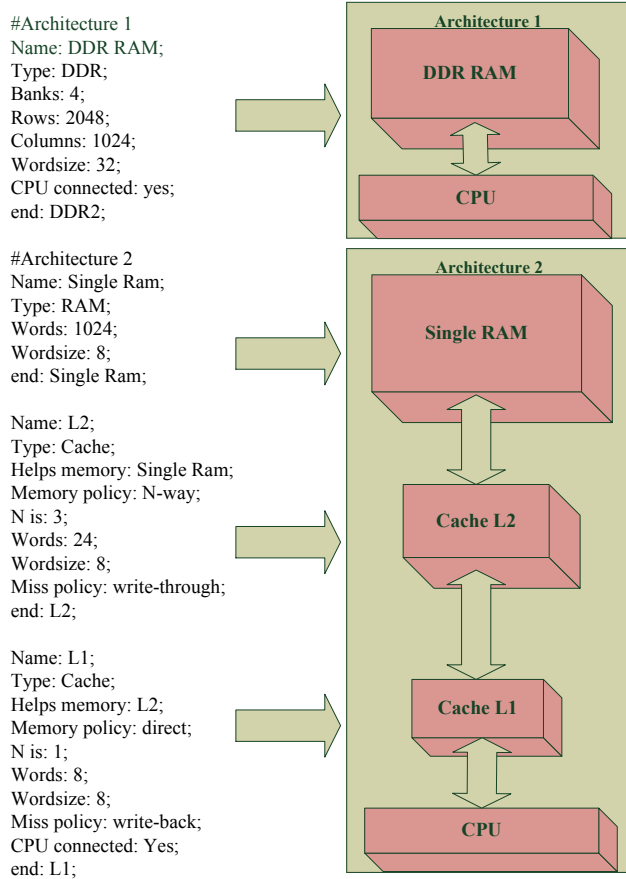 #Architecture 1
Name: DDR RAM;
Type: DDR;
Banks: 4;
Rows: 2048;
Columns: 1024;
Wordsize: 32;
CPU connected: yes;
end: DDR2;
Architecture 1
DDR RAM
CPU
#Architecture 2
Name: Single Ram;
Type: RAM;
Words: 1024;
Wordsize: 8;
end: Single Ram;
Name: L2;
Type: Cache;
Helps memory: Single Ram;
Memory policy: N-way;
N is: 3;
Words: 24;
Wordsize: 8;
Miss policy: write-through;
end: L2;
Name: L1;
Type: Cache;
Helps memory: L2;
Memory policy: direct;
N is: 1;
Words: 8;
Wordsize: 8;
Miss policy: write-back;
CPU connected: Yes;
end: L1;
Architecture 2
Single RAM
Cache L2
Cache L1
CPU